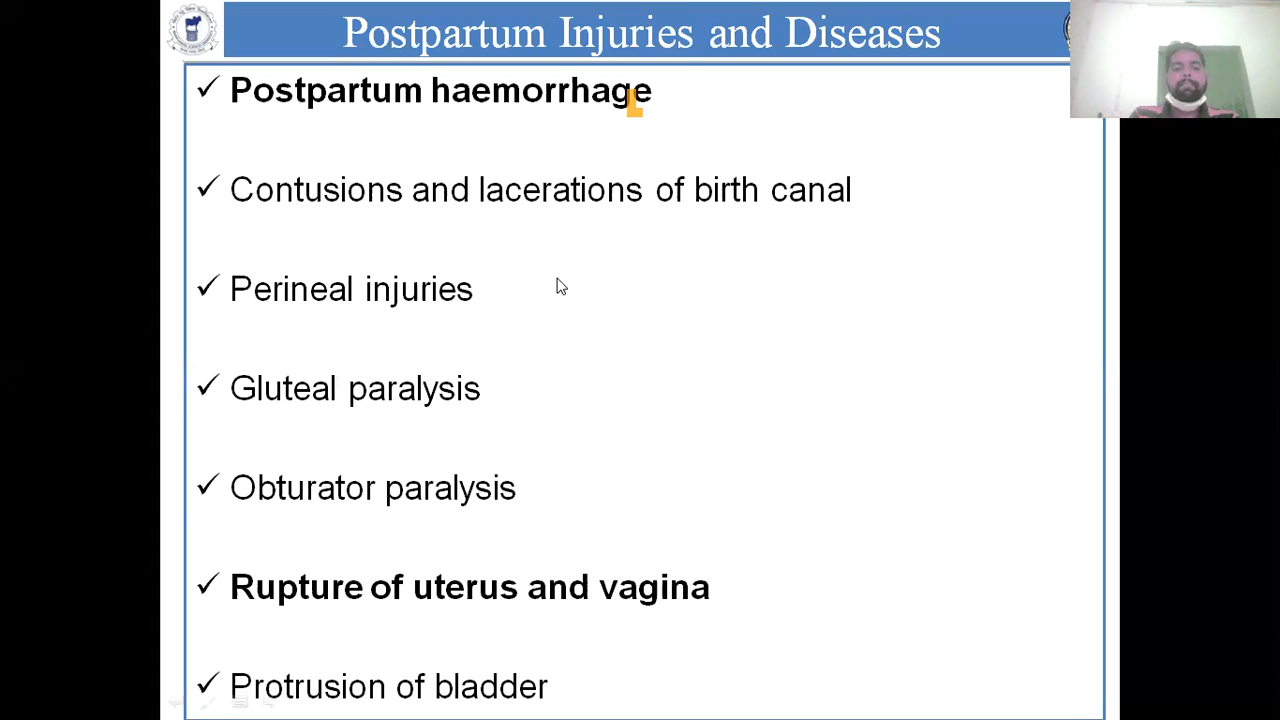 Postpartum Injuries and Diseases
✓ Postpartum haemorrhage
✓ Contusions and lacerations of birth canal
✓ Perineal injuries
✓ Gluteal paralysis
✓ Obturator paralysis
✓ Rupture of uterus and vagina
✓ Protrusion of bladder